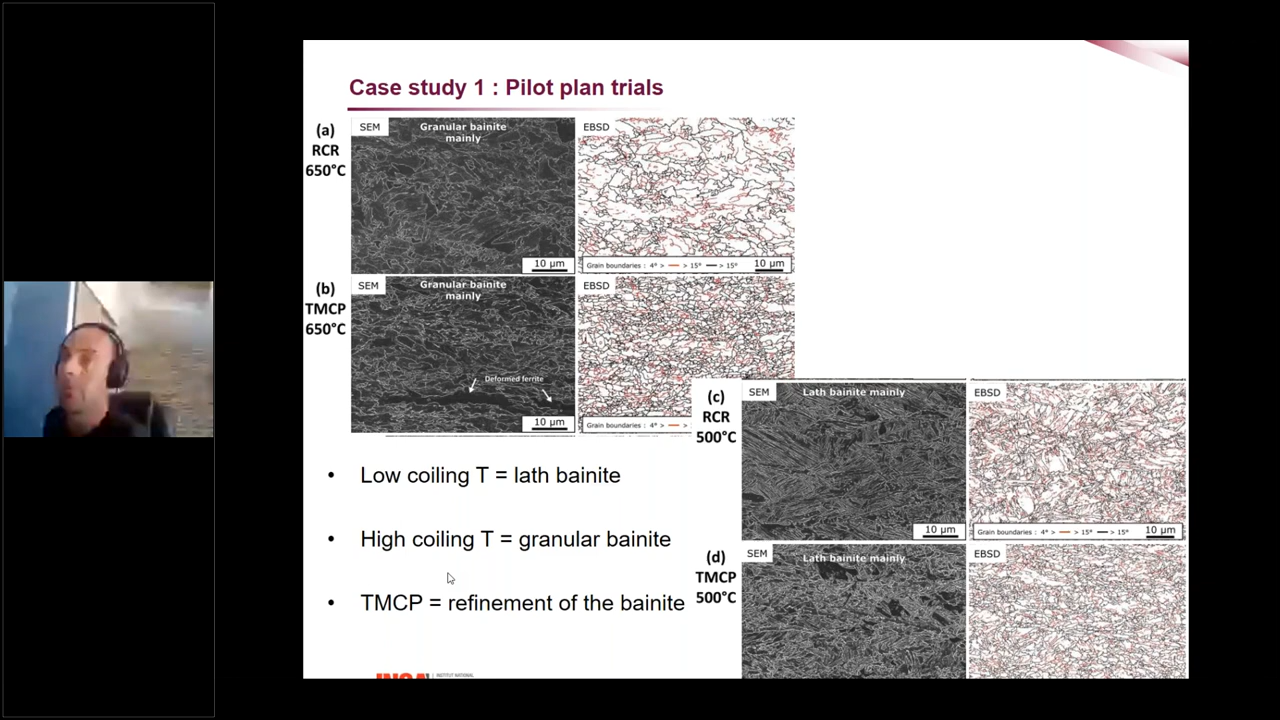 Case study 1 : Pilot plan trials
(a)
RCR
650°C
SEM
Granular bainite
mainly
10 µm
EBSD
Grain boundaries : 4° > > 15° > 15°
10 µm
(b)
TMCP
650°C
SEM
Granular bainite
mainly
Deformed ferrite
10 µm
EBSD
Grain boundaries : 4° >
(c)
RCR
500°C
SEM
Lath bainite mainly
10 µm
EBSD
Grain boundaries : 4° > > 15° > 15°
10 µm
(d)
TMCP
500°C
SEM
Lath bainite mainly
EBSD
• Low coiling T = lath bainite
• High coiling T = granular bainite
• TMCP = refinement of the bainite
INSA
INSTITUT NATIONAL